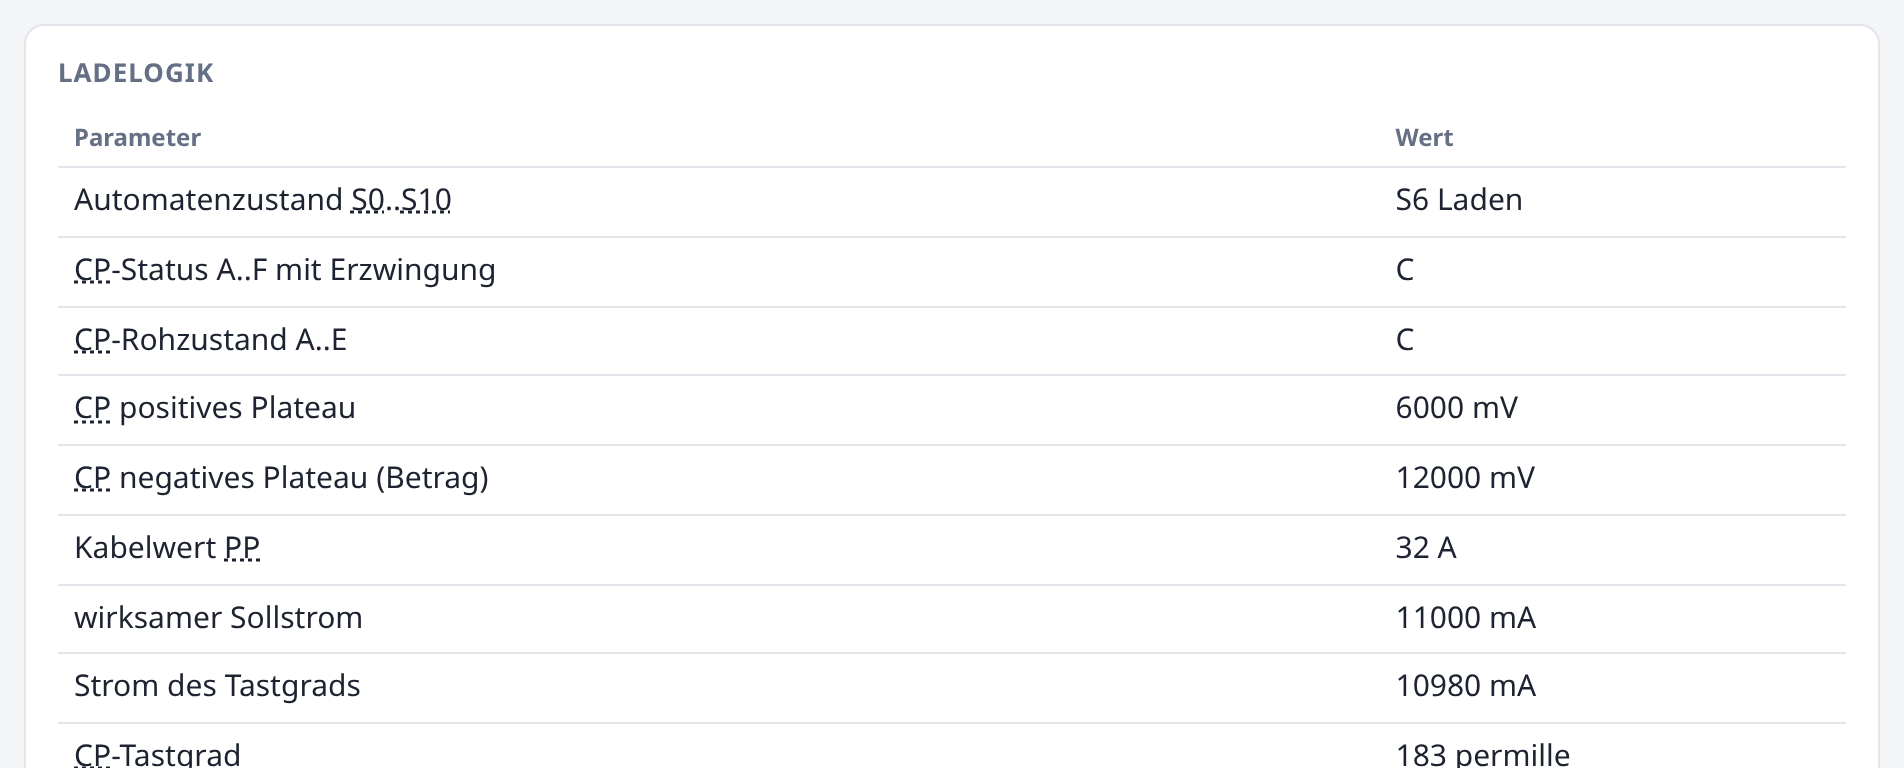 LADELOGIK
Parameter Wert
Automatenzustand S0..S10 S6 Laden
CP-Status A..F mit Erzwingung C
CP-Rohzustand A..E C
CP positives Plateau 6000 mV
CP negatives Plateau (Betrag) 12000 mV
Kabelwert PP 32 A
wirksamer Sollstrom 11000 mA
Strom des Tastgrads 10980 mA
CP-Tastgrad 183 permille